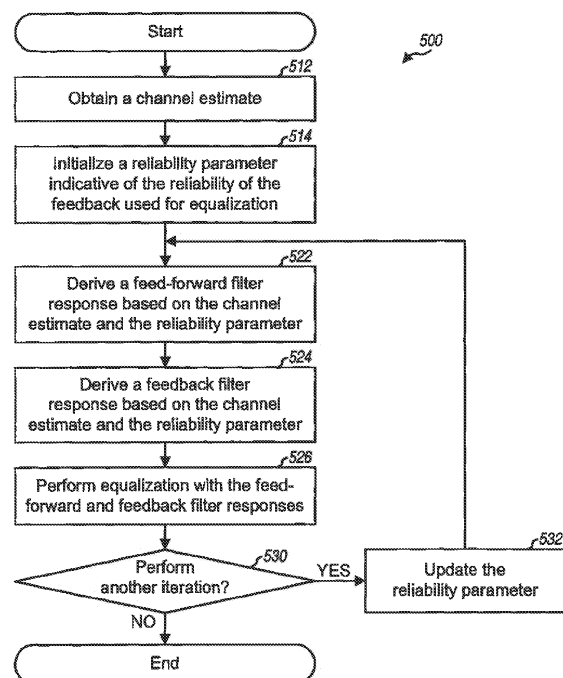 Start
500
512
Obtain a channel estimate
514
Initialize a reliability parameter
indicative of the reliability of the
feedback used for equalization
522
Derive a feed-forward filter
response based on the channel
estimate and the reliability parameter
524
Derive a feedback filter
response based on the channel
estimate and the reliability parameter
526
Perform equalization with the feed-
forward and feedback filter responses
530
Perform
another iteration?
YES
532
Update the
reliability parameter
NO
End